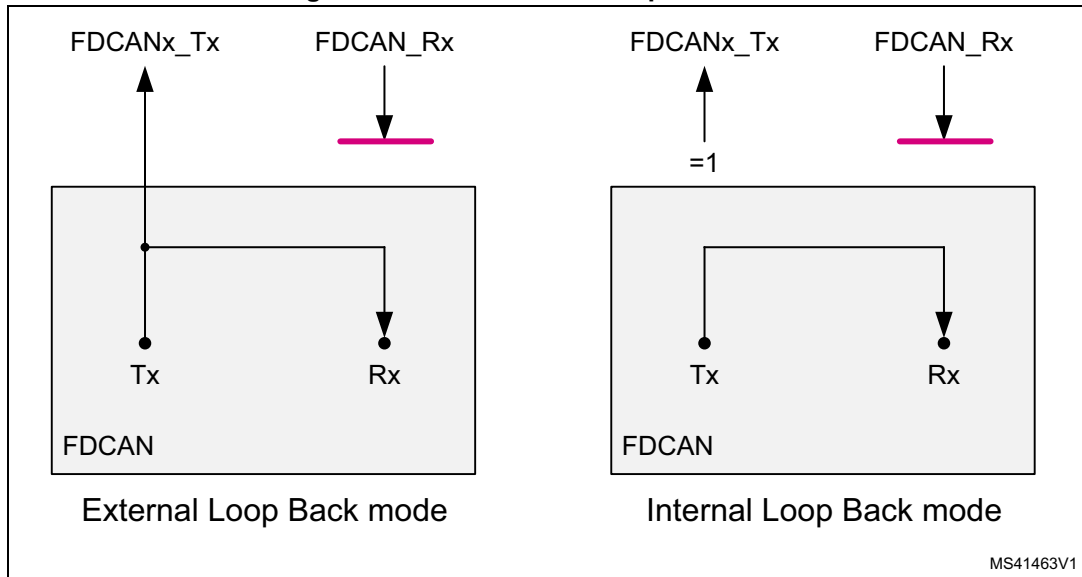 FDCANx_Tx FDCAN_Rx FDCANx_Tx FDCAN_Rx
=1
Tx Rx Tx Rx
FDCAN FDCAN
External Loop Back mode Internal Loop Back mode
MS41463V1